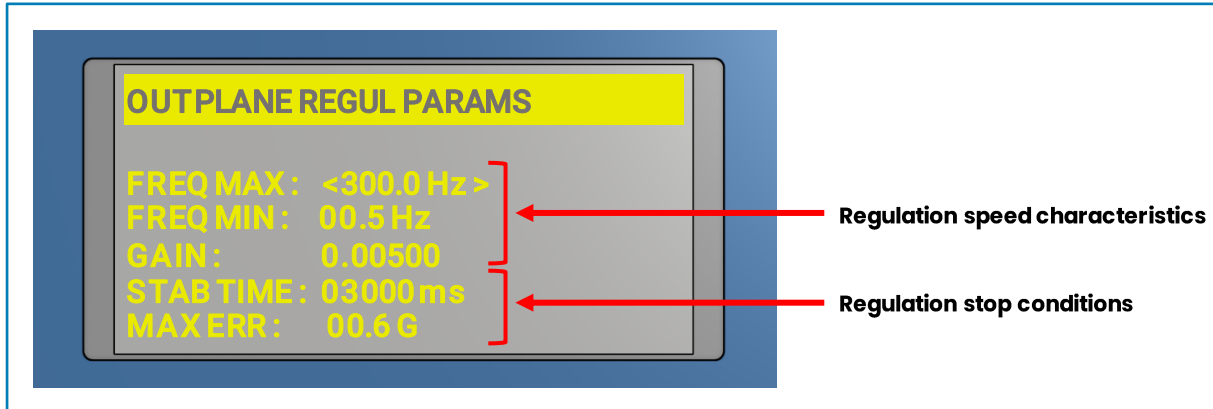 OUTPLANE REGUL PARAMS
FREQ MAX : <300.0 Hz >
FREQ MIN : 00.5 Hz
GAIN : 0.00500
STAB TIME : 03000 ms
MAX ERR : 00.6 G
Regulation speed characteristics
Regulation stop conditions